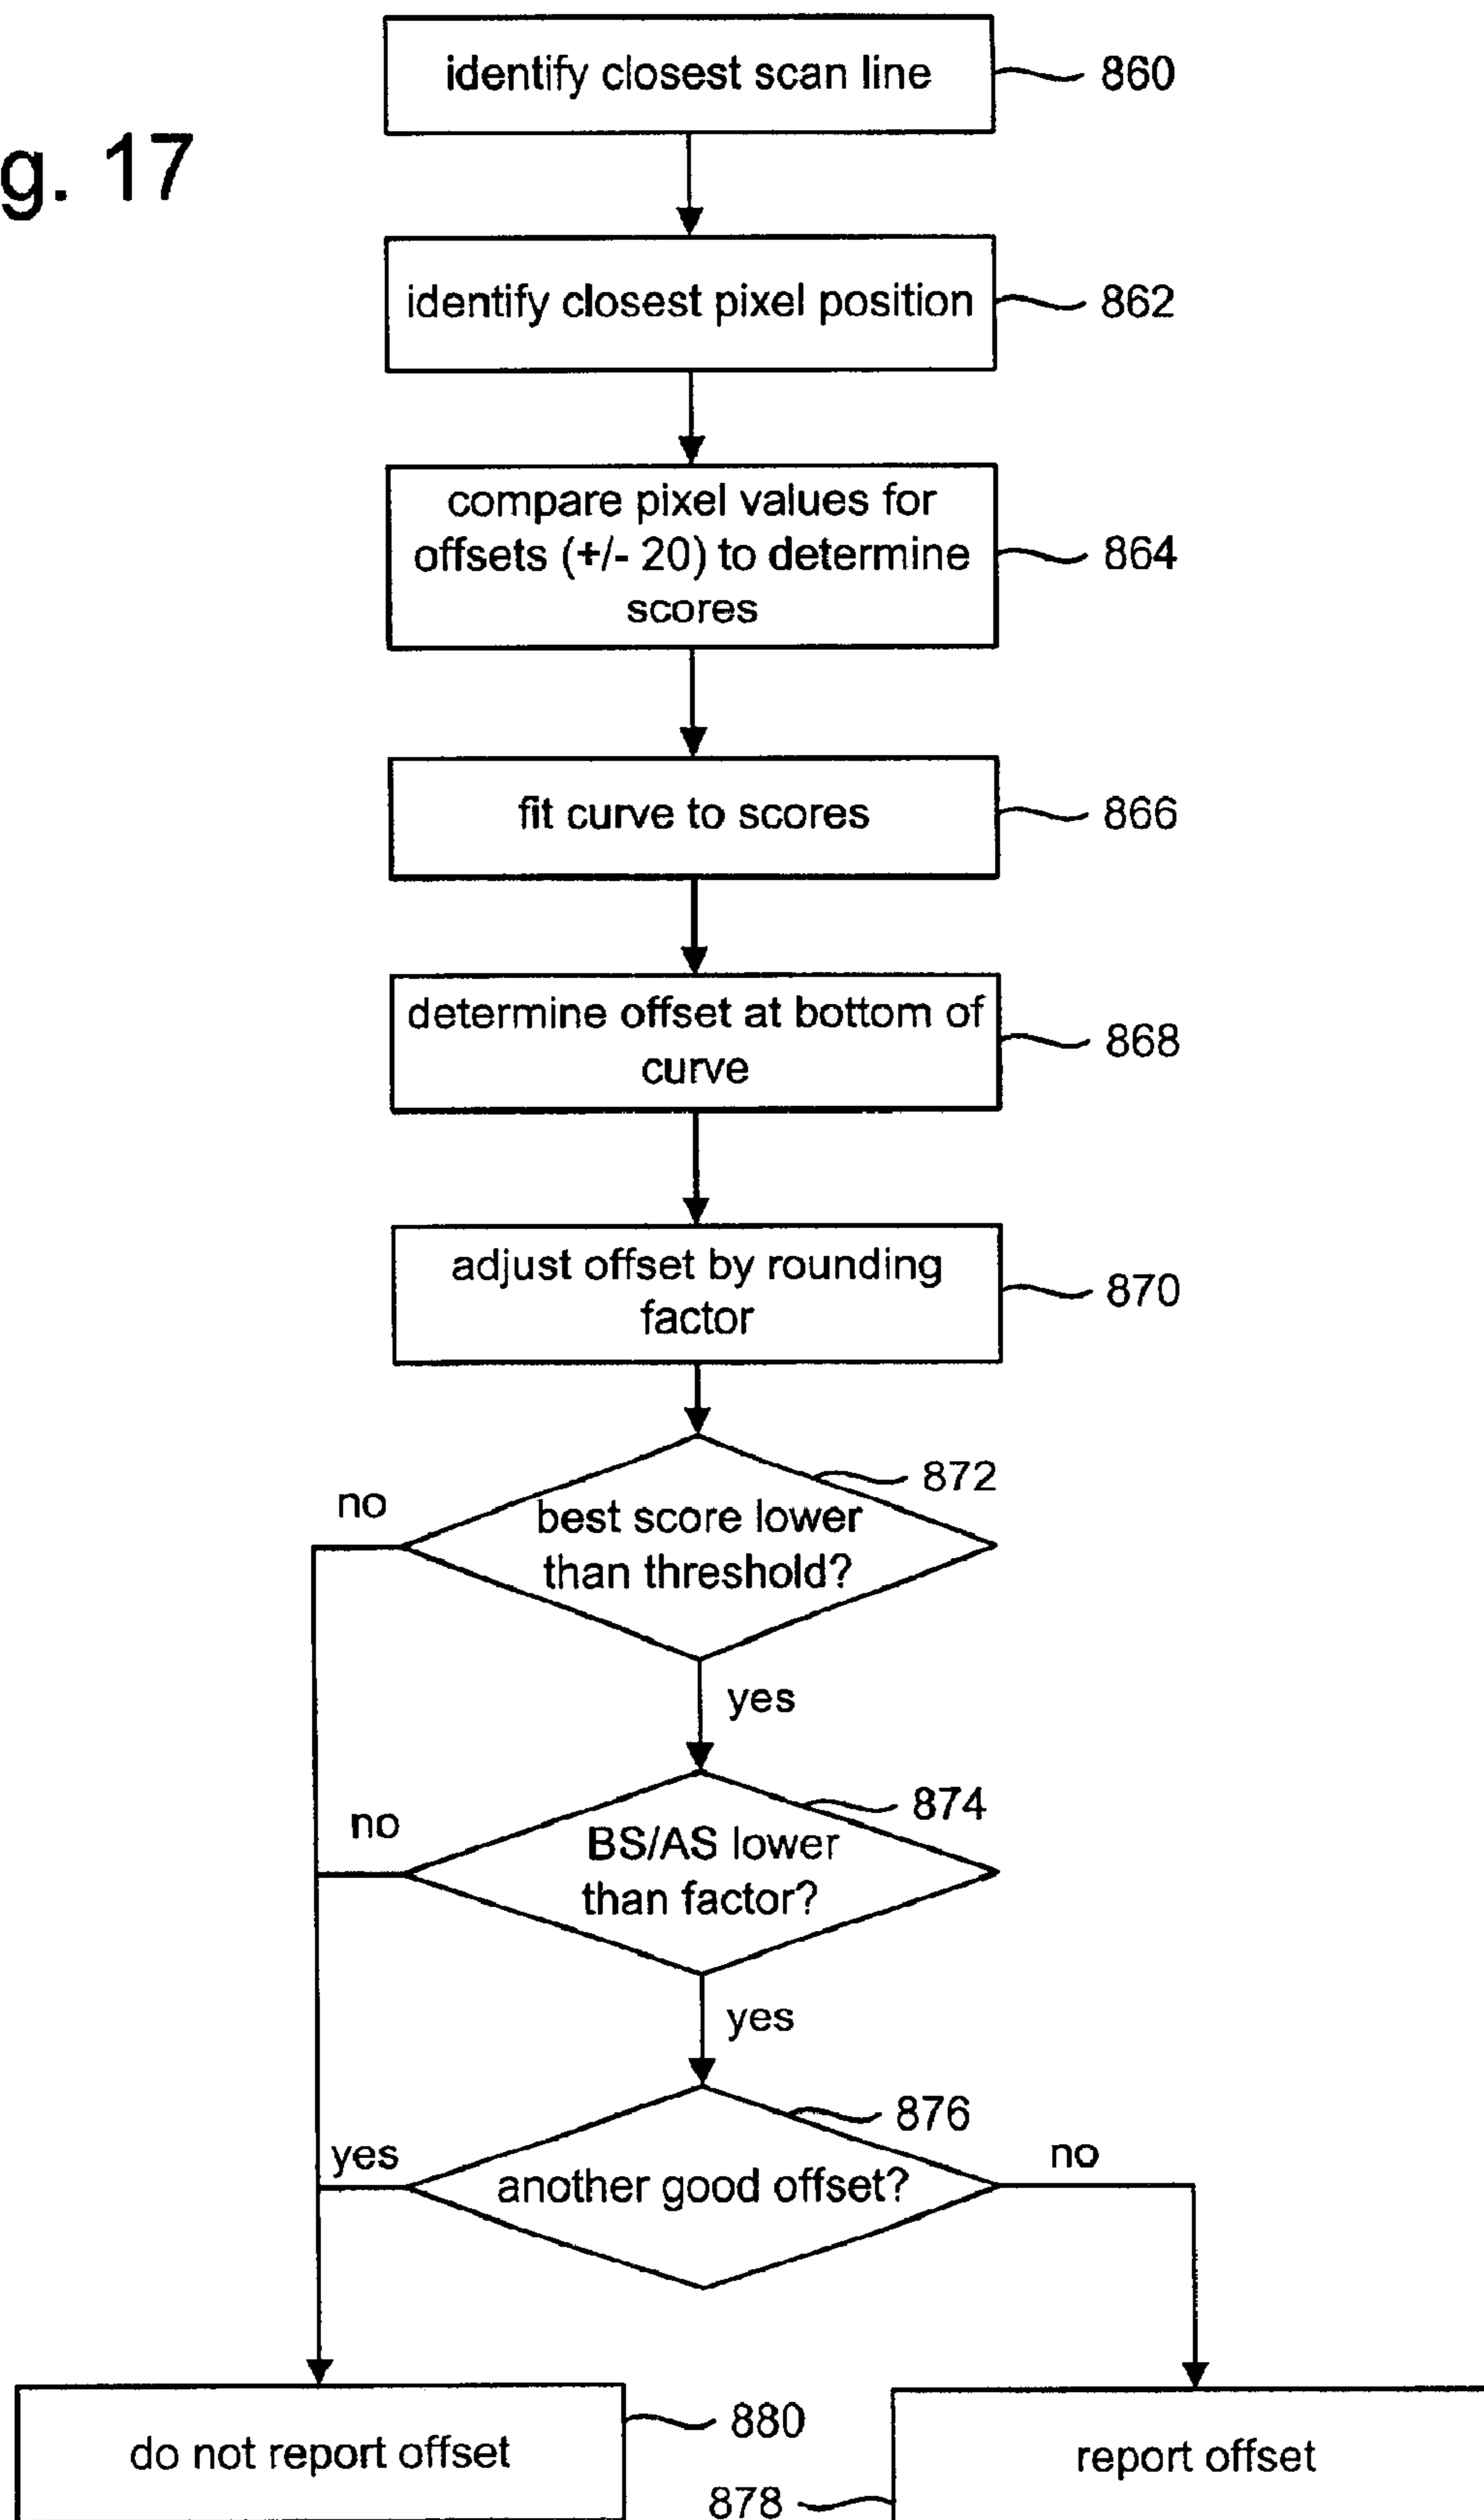 identify closest scan line
860
g. 17
identify closest pixel position
862
compare pixel values for
offsets (+/- 20) to determine
scores
864
fit curve to scores
866
determine offset at bottom of
curve
868
adjust offset by rounding
factor
870
872
no
best score lower
than threshold?
yes
874
no
BS/AS lower
than factor?
yes
876
yes
no
another good offset?
880
do not report offset
report offset
878